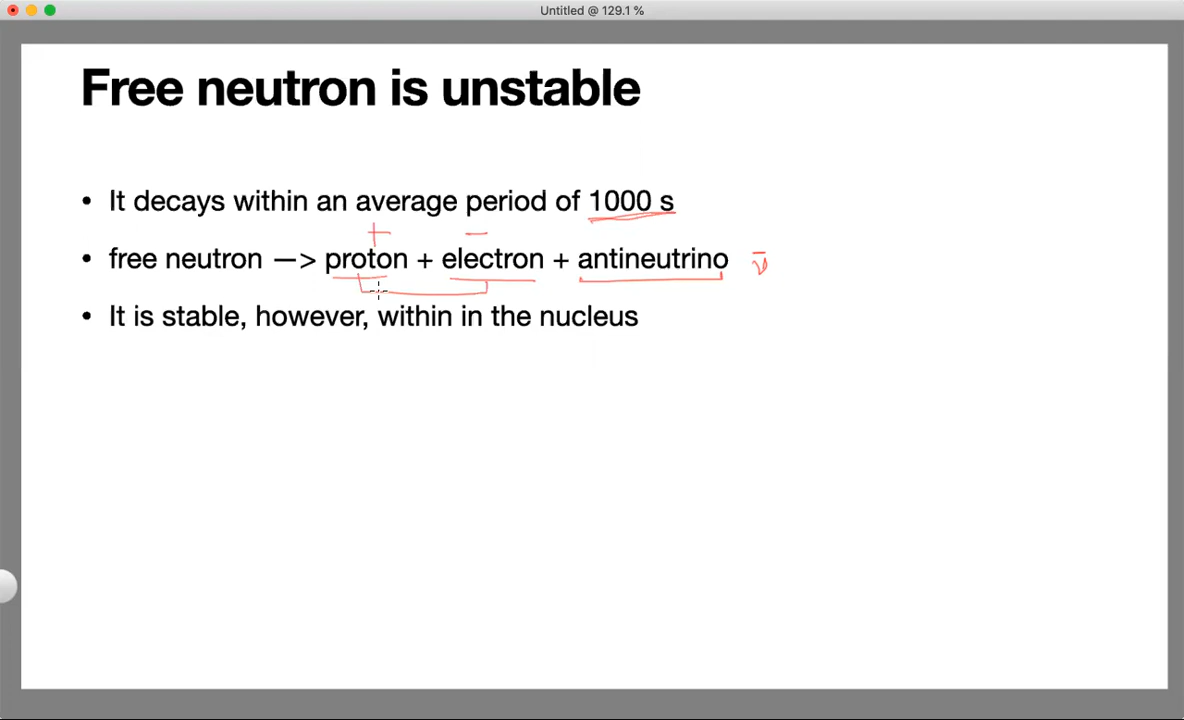 Untitled @ 129.1 %
Free neutron is unstable
• It decays within an average period of 1000 s
+ −
• free neutron —> proton + electron + antineutrino ν̄
• It is stable, however, within in the nucleus